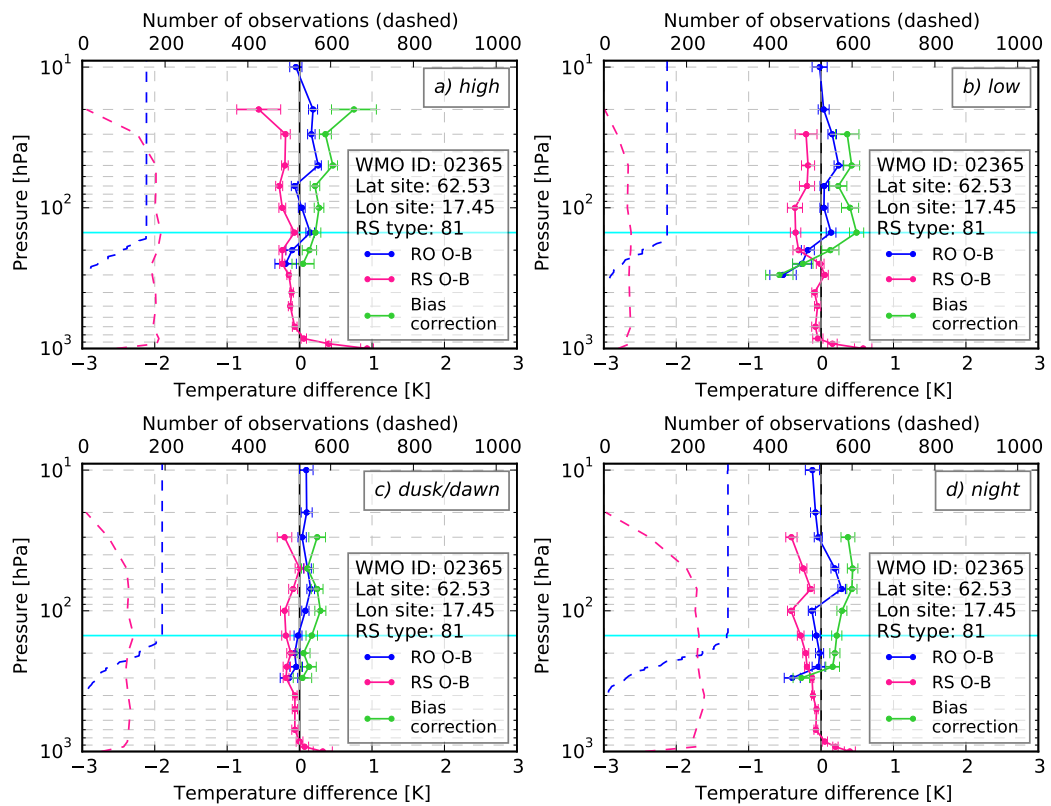 Number of observations (dashed)
0 200 400 600 800 1000
a) high
Pressure [hPa]
10¹
10²
10³
WMO ID: 02365
Lat site: 62.53
Lon site: 17.45
RS type: 81
RO O-B
RS O-B
Bias
correction
−3 −2 −1 0 1 2 3
Temperature difference [K]
Number of observations (dashed)
0 200 400 600 800 1000
b) low
Pressure [hPa]
10¹
10²
10³
WMO ID: 02365
Lat site: 62.53
Lon site: 17.45
RS type: 81
RO O-B
RS O-B
Bias
correction
−3 −2 −1 0 1 2 3
Temperature difference [K]
Number of observations (dashed)
0 200 400 600 800 1000
c) dusk/dawn
Pressure [hPa]
10¹
10²
10³
WMO ID: 02365
Lat site: 62.53
Lon site: 17.45
RS type: 81
RO O-B
RS O-B
Bias
correction
−3 −2 −1 0 1 2 3
Temperature difference [K]
Number of observations (dashed)
0 200 400 600 800 1000
d) night
Pressure [hPa]
10¹
10²
10³
WMO ID: 02365
Lat site: 62.53
Lon site: 17.45
RS type: 81
RO O-B
RS O-B
Bias
correction
−3 −2 −1 0 1 2 3
Temperature difference [K]